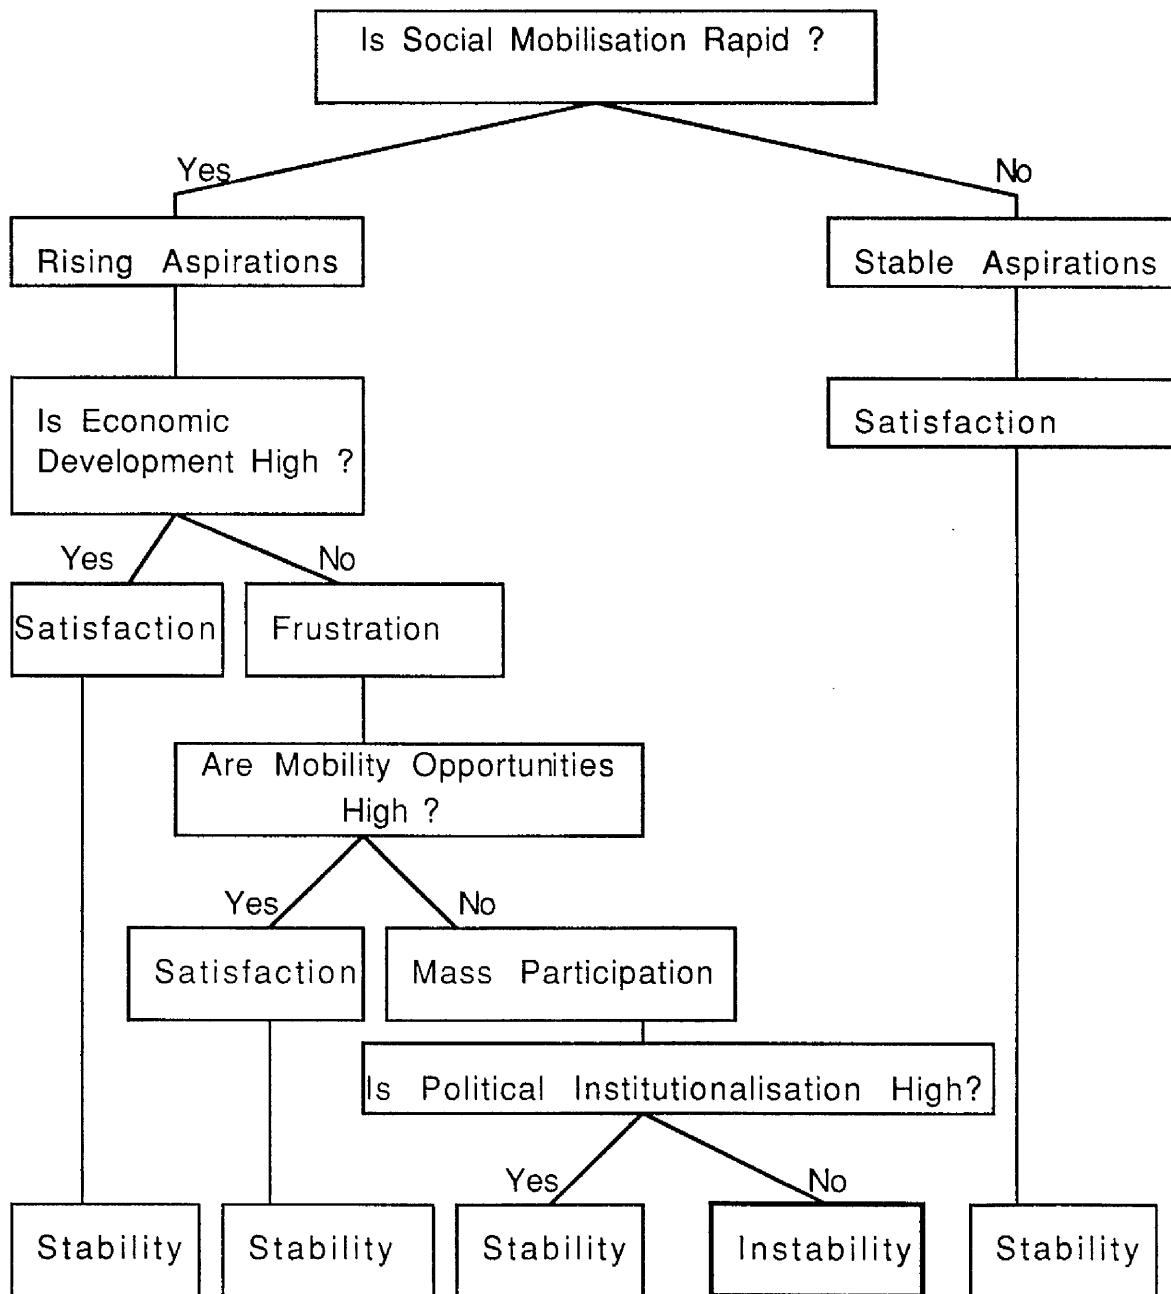 Is Social Mobilisation Rapid ?
Yes
No
Rising Aspirations
Stable Aspirations
Is Economic
Development High ?
Satisfaction
Yes
No
Satisfaction
Frustration
Are Mobility Opportunities
High ?
Yes
No
Satisfaction
Mass Participation
Is Political Institutionalisation High?
Yes
No
Stability
Stability
Stability
Instability
Stability